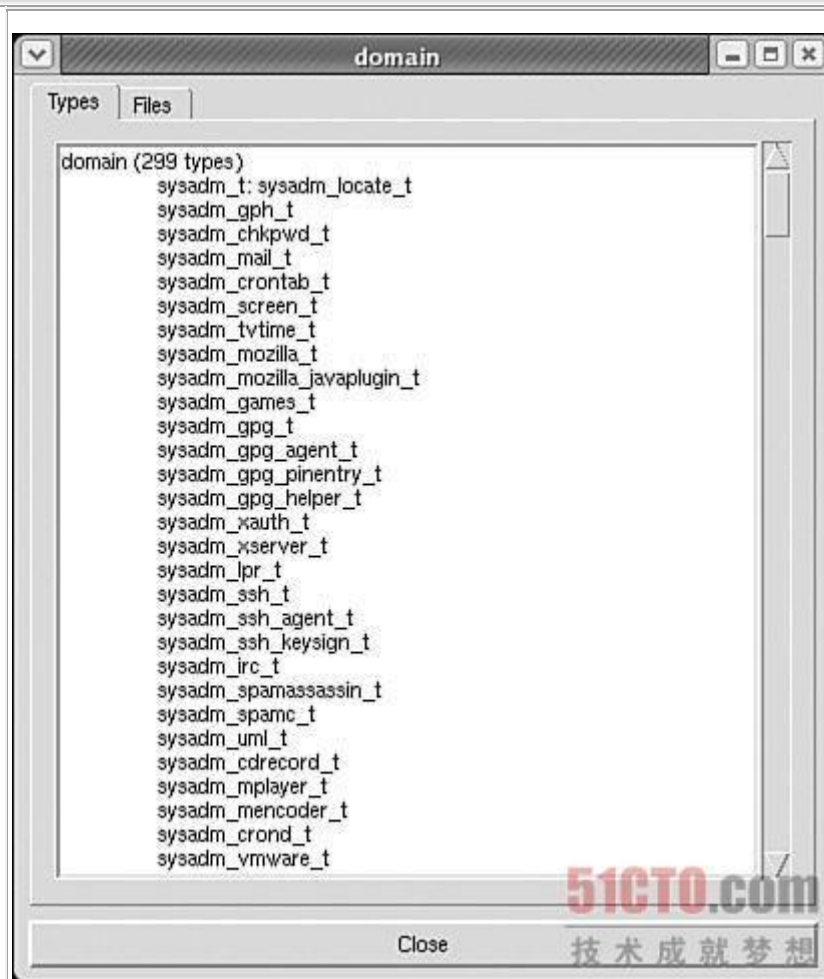 domain
Types
Files
domain (299 types)
sysadm_t: sysadm_locate_t
sysadm_gph_t
sysadm_chkpwd_t
sysadm_mail_t
sysadm_crontab_t
sysadm_screen_t
sysadm_tvtime_t
sysadm_mozilla_t
sysadm_mozilla_javaplugin_t
sysadm_games_t
sysadm_gpg_t
sysadm_gpg_agent_t
sysadm_gpg_pinentry_t
sysadm_gpg_helper_t
sysadm_xauth_t
sysadm_xserver_t
sysadm_lpr_t
sysadm_ssh_t
sysadm_ssh_agent_t
sysadm_ssh_keysign_t
sysadm_irc_t
sysadm_spamassassin_t
sysadm_spamc_t
sysadm_uml_t
sysadm_cdrecord_t
sysadm_mplayer_t
sysadm_mencoder_t
sysadm_crond_t
sysadm_vmware_t
51CTO.com
Close
技术成就梦想